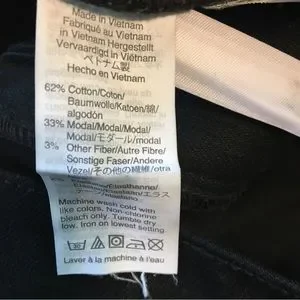 Made in Vietnam
Fabriqué au Vietnam
in Vietnam Hergestellt
Vervaardigd in Viëtnam
ベトナム製
Hecho en Vietnam
62% Cotton/Coton/
Baumwolle/Katoen/綿/
algodón
33% Modal/Modal/Modal/
Modal/モダール/modal
3% Other Fiber/Autre Fibre/
Sonstige Faser/Andere
Vezel/その他の繊維/otra
Machine wash cold with
like colors. Non-chlorine
bleach only. Tumble dry
low. Iron on lowest setting.
30
Laver à la machine à l'eau